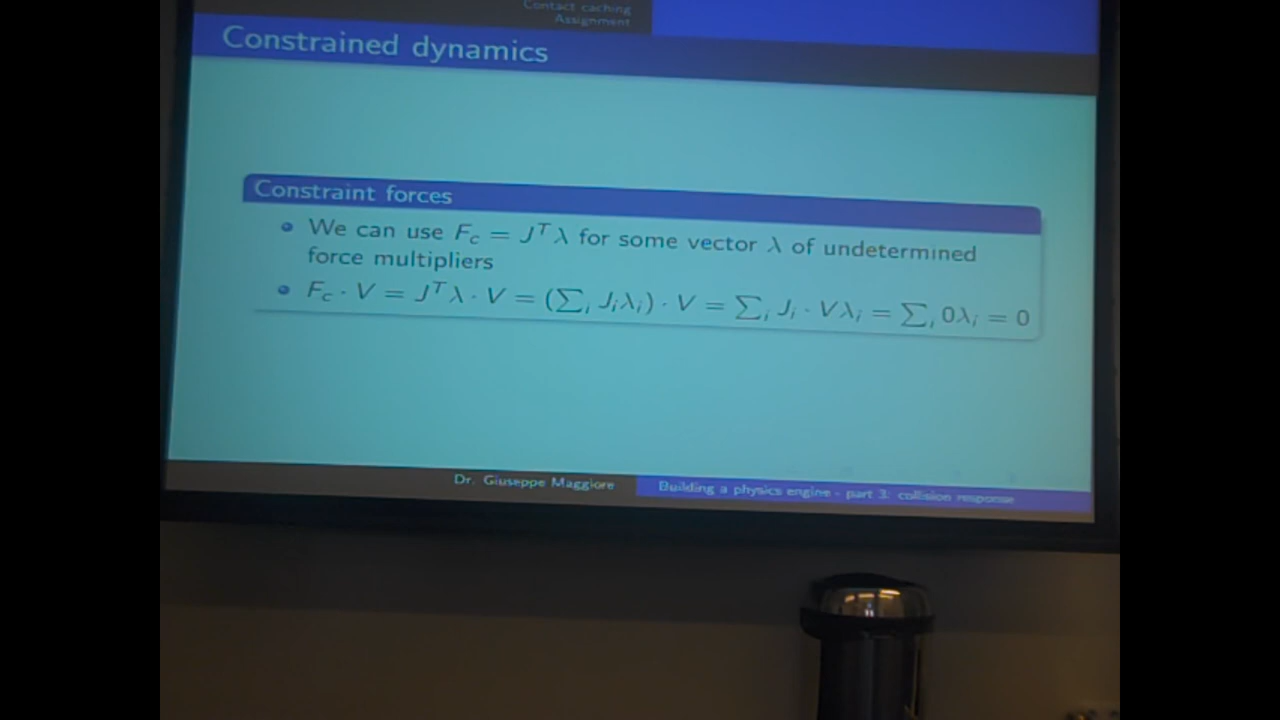 Contact caching
Assignment
Constrained dynamics
Constraint forces
We can use F_c = J^T λ for some vector λ of undetermined
force multipliers
F_c · V = J^T λ · V = (∑_i J_i λ_i) · V = ∑_i J_i · V λ_i = ∑_i 0λ_i = 0
Dr. Giuseppe Maggiore
Building a physics engine - part 3: collision response